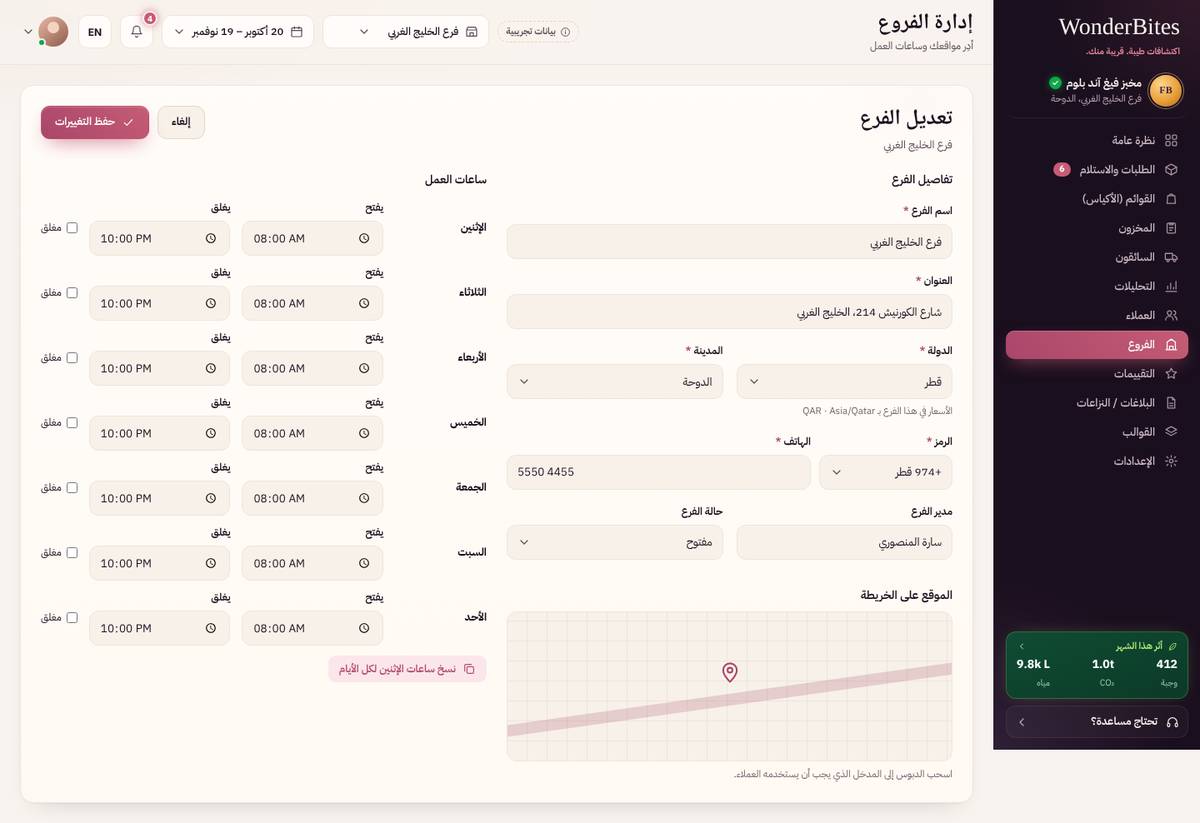 WonderBites
اكتشافات طيبة. قريبة منك.
FB
مخبز فيغ آند بلوم
فرع الخليج الغربي، الدوحة
نظرة عامة
الطلبات والاستلام 6
القوائم (الأكياس)
المخزون
السائقون
التحليلات
العملاء
الفروع
التقييمات
البلاغات / النزاعات
القوالب
الإعدادات
أثر هذا الشهر
412 1.0t 9.8k L
وجبة CO₂ مياه
تحتاج مساعدة؟
إدارة الفروع
أدِر مواقعك وساعات العمل
بيانات تجريبية
فرع الخليج الغربي
20 أكتوبر – 19 نوفمبر
4
EN
تعديل الفرع
فرع الخليج الغربي
إلغاء
حفظ التغييرات
تفاصيل الفرع
اسم الفرع *
فرع الخليج الغربي
العنوان *
شارع الكورنيش 214، الخليج الغربي
الدولة * المدينة *
قطر الدوحة
الأسعار في هذا الفرع بـ QAR · Asia/Qatar
الرمز * الهاتف *
+974 قطر 5550 4455
مدير الفرع حالة الفرع
سارة المنصوري مفتوح
الموقع على الخريطة
اسحب الدبوس إلى المدخل الذي يجب أن يستخدمه العملاء.
ساعات العمل
يفتح يغلق
الإثنين 08:00 AM 10:00 PM مغلق
يفتح يغلق
الثلاثاء 08:00 AM 10:00 PM مغلق
يفتح يغلق
الأربعاء 08:00 AM 10:00 PM مغلق
يفتح يغلق
الخميس 08:00 AM 10:00 PM مغلق
يفتح يغلق
الجمعة 08:00 AM 10:00 PM مغلق
يفتح يغلق
السبت 08:00 AM 10:00 PM مغلق
يفتح يغلق
الأحد 08:00 AM 10:00 PM مغلق
نسخ ساعات الإثنين لكل الأيام